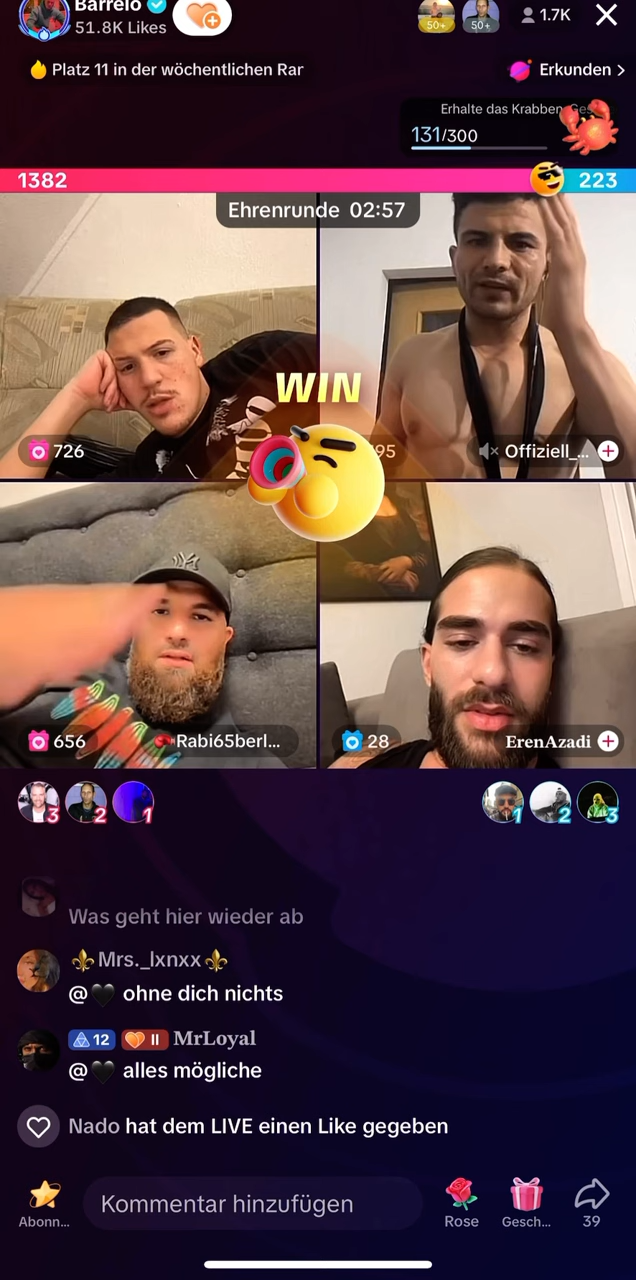 Barrelo
51.8K Likes
50+
50+
1.7K
Platz 11 in der wöchentlichen Ran
Erkunden >
Erhalte das Krabben-Ges
131/300
1382
223
Ehrenrunde 02:57
WIN
726
95
Offiziell_...
656
Rabi65berl...
28
ErenAzadi
3
2
1
1
2
3
Was geht hier wieder ab
⚜️Mrs._lxnxx⚜️
@🖤 ohne dich nichts
12 II MrLoyal
@🖤 alles mögliche
Nado hat dem LIVE einen Like gegeben
Kommentar hinzufügen
Abonn...
Rose
Gesch...
39